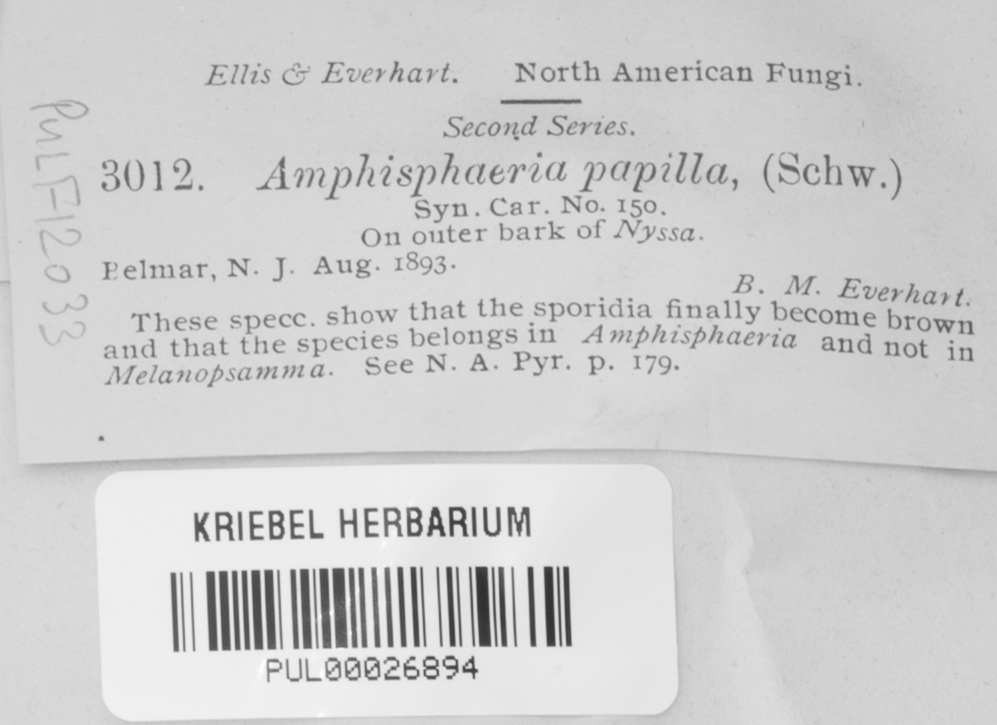 Ellis & Everhart. North American Fungi.
Second Series.
3012. Amphisphaeria papilla, (Schw.)
Syn. Car. No. 150.
On outer bark of Nyssa.
Belmar, N. J. Aug. 1893.
B. M. Everhart.
These specc. show that the sporidia finally become brown
and that the species belongs in Amphisphaeria and not in
Melanopsamma. See N. A. Pyr. p. 179.
PUL F12033
KRIEBEL HERBARIUM
PUL00026894